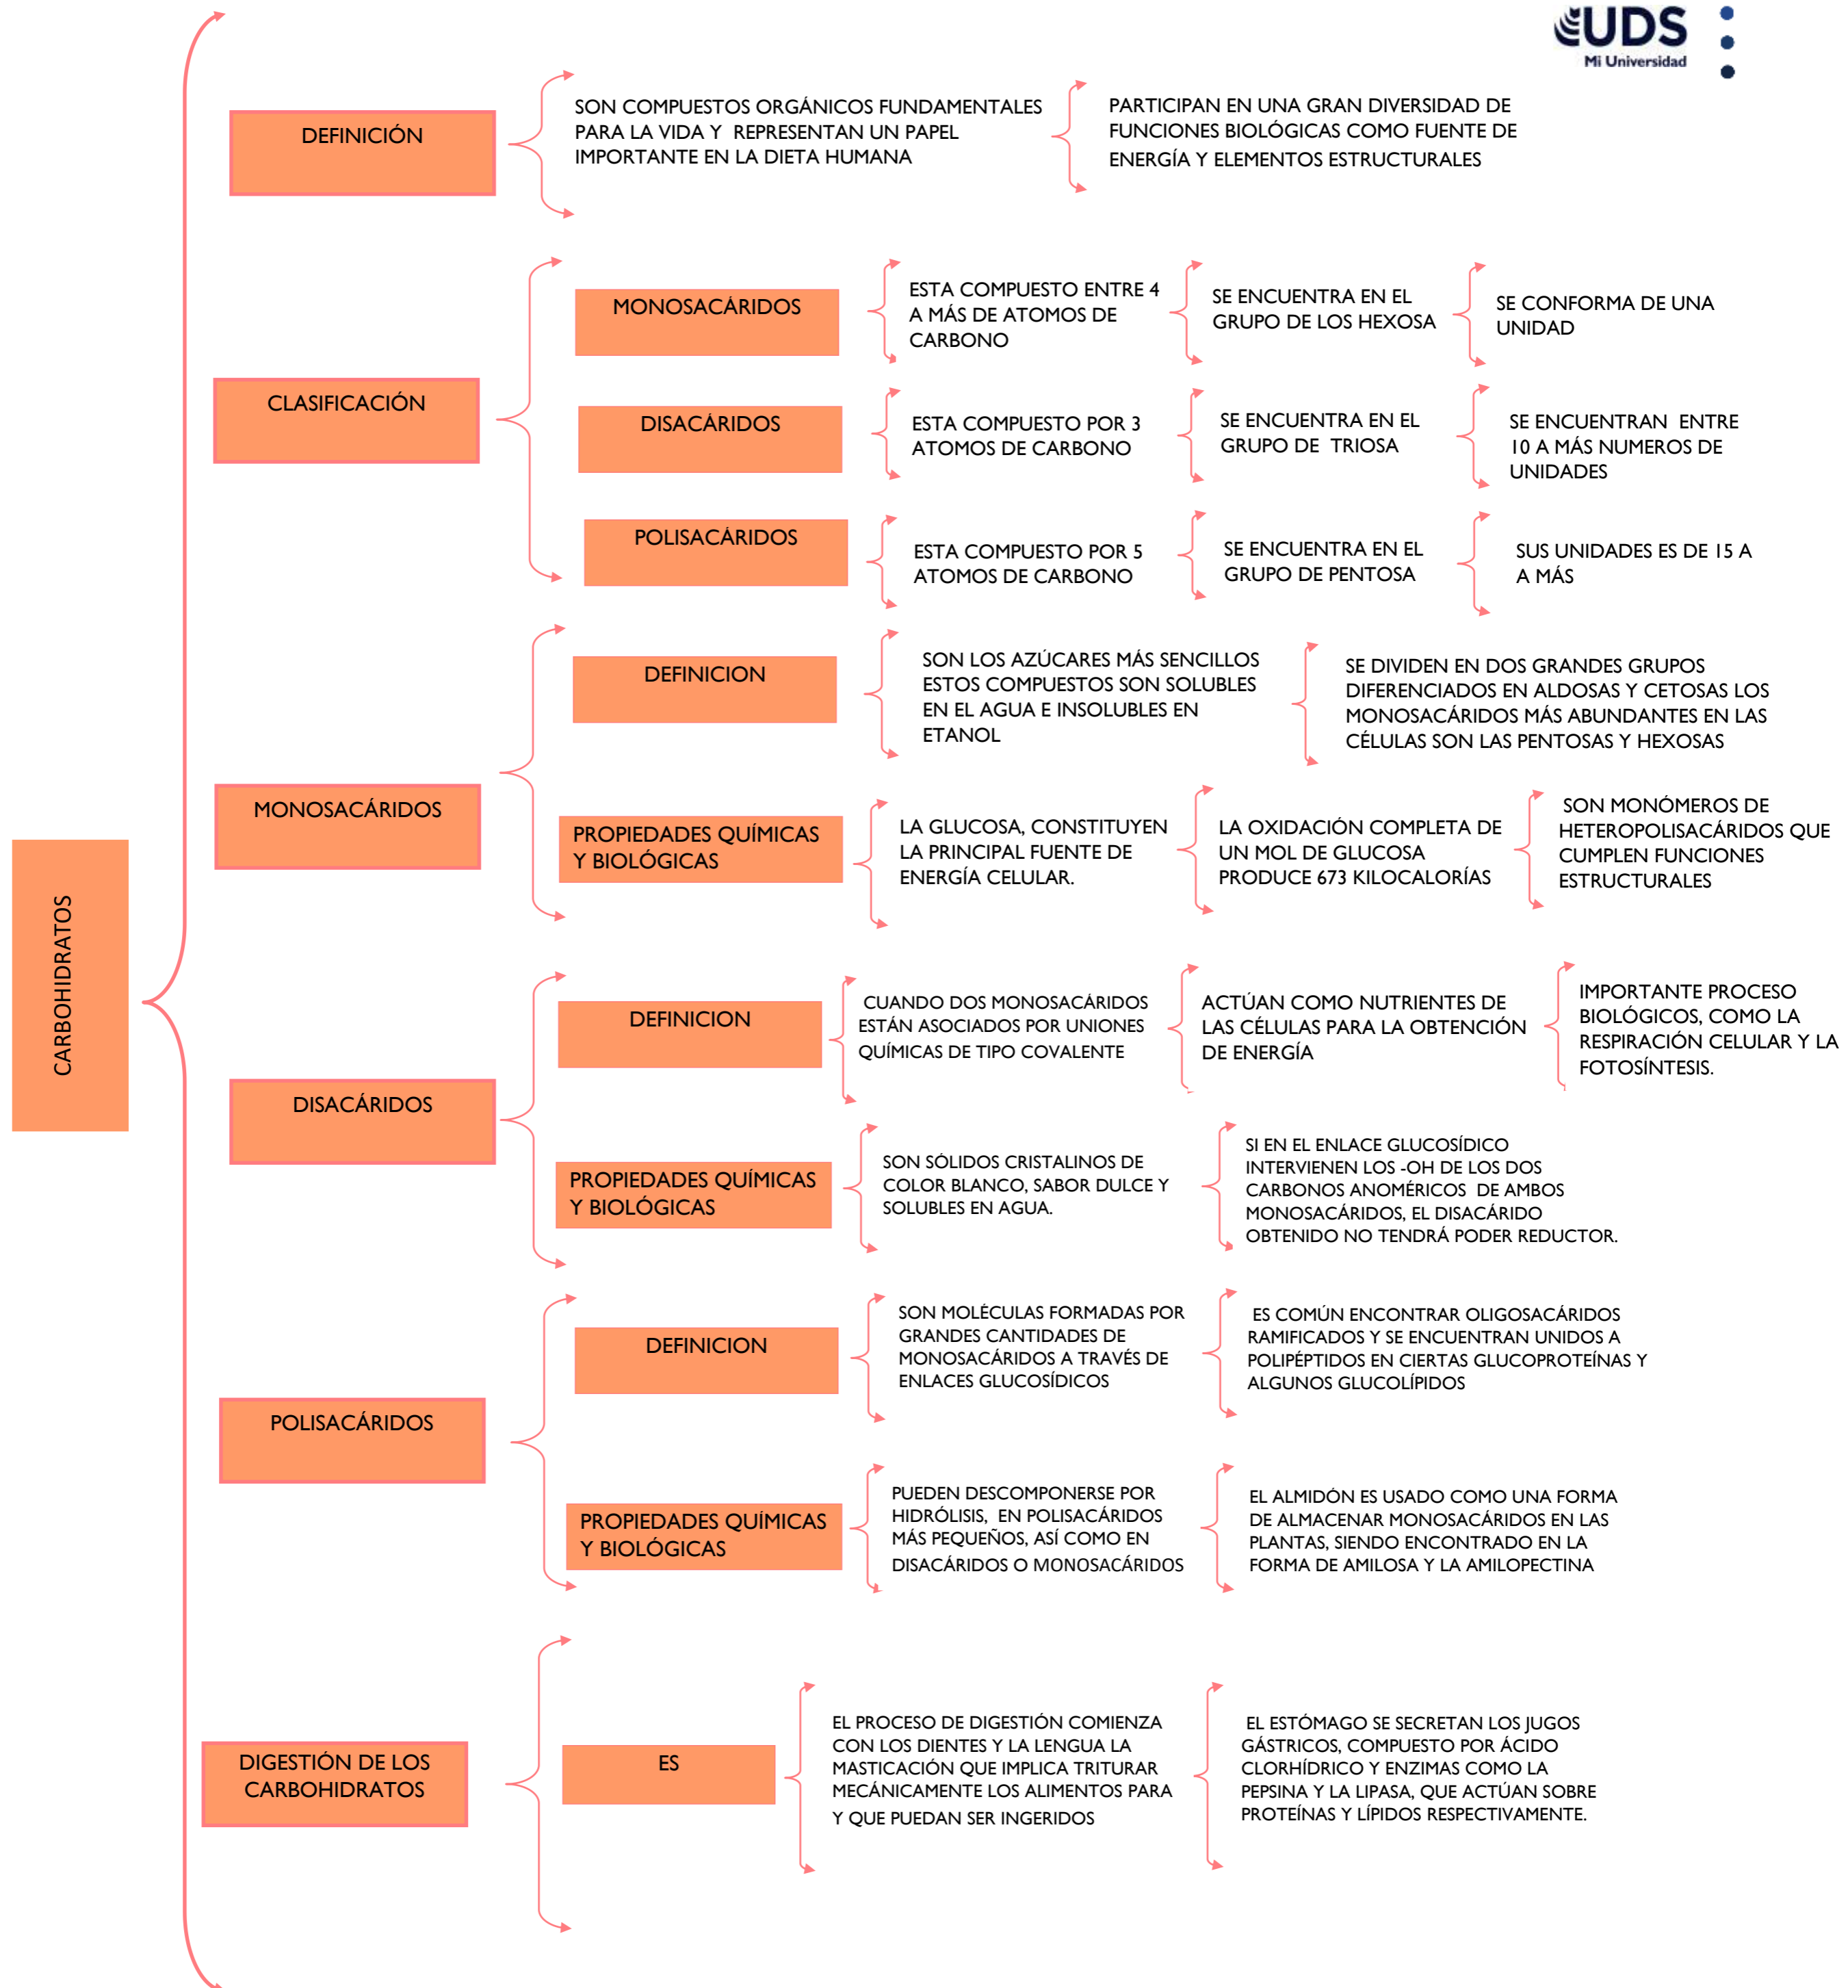 UDS
Mi Universidad
CARBOHIDRATOS
DEFINICIÓN
SON COMPUESTOS ORGÁNICOS FUNDAMENTALES
PARA LA VIDA Y REPRESENTAN UN PAPEL
IMPORTANTE EN LA DIETA HUMANA
PARTICIPAN EN UNA GRAN DIVERSIDAD DE
FUNCIONES BIOLÓGICAS COMO FUENTE DE
ENERGÍA Y ELEMENTOS ESTRUCTURALES
CLASIFICACIÓN
MONOSACÁRIDOS
ESTA COMPUESTO ENTRE 4
A MÁS DE ATOMOS DE
CARBONO
SE ENCUENTRA EN EL
GRUPO DE LOS HEXOSA
SE CONFORMA DE UNA
UNIDAD
DISACÁRIDOS
ESTA COMPUESTO POR 3
ATOMOS DE CARBONO
SE ENCUENTRA EN EL
GRUPO DE TRIOSA
SE ENCUENTRAN ENTRE
10 A MÁS NUMEROS DE
UNIDADES
POLISACÁRIDOS
ESTA COMPUESTO POR 5
ATOMOS DE CARBONO
SE ENCUENTRA EN EL
GRUPO DE PENTOSA
SUS UNIDADES ES DE 15 A
A MÁS
MONOSACÁRIDOS
DEFINICION
SON LOS AZÚCARES MÁS SENCILLOS
ESTOS COMPUESTOS SON SOLUBLES
EN EL AGUA E INSOLUBLES EN
ETANOL
SE DIVIDEN EN DOS GRANDES GRUPOS
DIFERENCIADOS EN ALDOSAS Y CETOSAS LOS
MONOSACÁRIDOS MÁS ABUNDANTES EN LAS
CÉLULAS SON LAS PENTOSAS Y HEXOSAS
PROPIEDADES QUÍMICAS
Y BIOLÓGICAS
LA GLUCOSA, CONSTITUYEN
LA PRINCIPAL FUENTE DE
ENERGÍA CELULAR.
LA OXIDACIÓN COMPLETA DE
UN MOL DE GLUCOSA
PRODUCE 673 KILOCALORÍAS
SON MONÓMEROS DE
HETEROPOLISACÁRIDOS QUE
CUMPLEN FUNCIONES
ESTRUCTURALES
DISACÁRIDOS
DEFINICION
CUANDO DOS MONOSACÁRIDOS
ESTÁN ASOCIADOS POR UNIONES
QUÍMICAS DE TIPO COVALENTE
ACTÚAN COMO NUTRIENTES DE
LAS CÉLULAS PARA LA OBTENCIÓN
DE ENERGÍA
IMPORTANTE PROCESO
BIOLÓGICOS, COMO LA
RESPIRACIÓN CELULAR Y LA
FOTOSÍNTESIS.
PROPIEDADES QUÍMICAS
Y BIOLÓGICAS
SON SÓLIDOS CRISTALINOS DE
COLOR BLANCO, SABOR DULCE Y
SOLUBLES EN AGUA.
SI EN EL ENLACE GLUCOSÍDICO
INTERVIENEN LOS -OH DE LOS DOS
CARBONOS ANOMÉRICOS DE AMBOS
MONOSACÁRIDOS, EL DISACÁRIDO
OBTENIDO NO TENDRÁ PODER REDUCTOR.
POLISACÁRIDOS
DEFINICION
SON MOLÉCULAS FORMADAS POR
GRANDES CANTIDADES DE
MONOSACÁRIDOS A TRAVÉS DE
ENLACES GLUCOSÍDICOS
ES COMÚN ENCONTRAR OLIGOSACÁRIDOS
RAMIFICADOS Y SE ENCUENTRAN UNIDOS A
POLIPÉPTIDOS EN CIERTAS GLUCOPROTEÍNAS Y
ALGUNOS GLUCOLÍPIDOS
PROPIEDADES QUÍMICAS
Y BIOLÓGICAS
PUEDEN DESCOMPONERSE POR
HIDRÓLISIS, EN POLISACÁRIDOS
MÁS PEQUEÑOS, ASÍ COMO EN
DISACÁRIDOS O MONOSACÁRIDOS
EL ALMIDÓN ES USADO COMO UNA FORMA
DE ALMACENAR MONOSACÁRIDOS EN LAS
PLANTAS, SIENDO ENCONTRADO EN LA
FORMA DE AMILOSA Y LA AMILOPECTINA
DIGESTIÓN DE LOS
CARBOHIDRATOS
ES
EL PROCESO DE DIGESTIÓN COMIENZA
CON LOS DIENTES Y LA LENGUA LA
MASTICACIÓN QUE IMPLICA TRITURAR
MECÁNICAMENTE LOS ALIMENTOS PARA
Y QUE PUEDAN SER INGERIDOS
EL ESTÓMAGO SE SECRETAN LOS JUGOS
GÁSTRICOS, COMPUESTO POR ÁCIDO
CLORHÍDRICO Y ENZIMAS COMO LA
PEPSINA Y LA LIPASA, QUE ACTÚAN SOBRE
PROTEÍNAS Y LÍPIDOS RESPECTIVAMENTE.